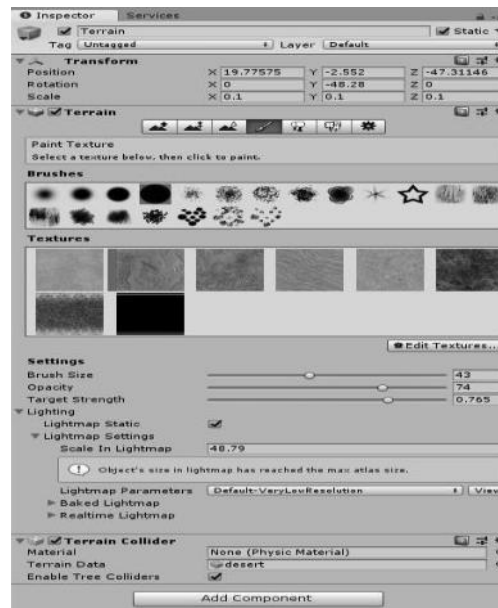 Inspector Services
Terrain Static
Tag Untagged Layer Default
Transform
Position X 19.77575 Y -2.552 Z -47.31146
Rotation X 0 Y -48.28 Z 0
Scale X 0.1 Y 0.1 Z 0.1
Terrain
Paint Texture
Select a texture below, then click to paint.
Brushes
Textures
Edit Textures...
Settings
Brush Size 43
Opacity 74
Target Strength 0.765
Lighting
Lightmap Static
Lightmap Settings
Scale In Lightmap 48.79
Object's size in lightmap has reached the max atlas size.
Lightmap Parameters Default-VeryLowResolution View
Baked Lightmap
Realtime Lightmap
Terrain Collider
Material None (Physic Material)
Terrain Data desert
Enable Tree Colliders
Add Component